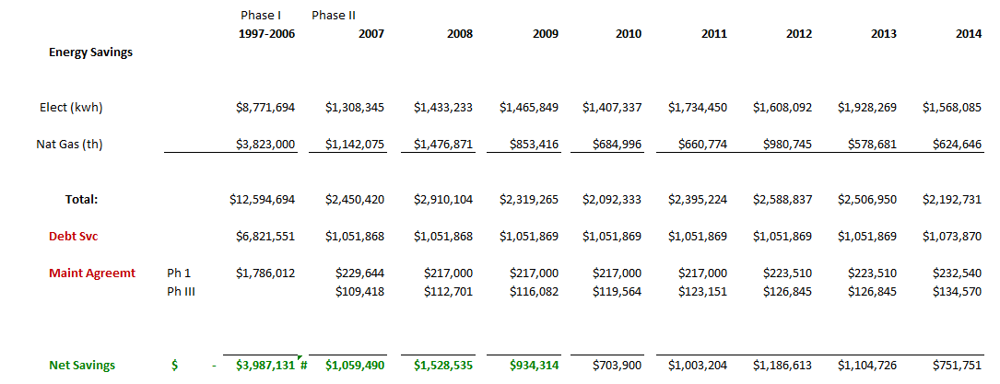 Phase I Phase II
1997-2006 2007 2008 2009 2010 2011 2012 2013 2014
Energy Savings
Elect (kwh) $8,771,694 $1,308,345 $1,433,233 $1,465,849 $1,407,337 $1,734,450 $1,608,092 $1,928,269 $1,568,085
Nat Gas (th) $3,823,000 $1,142,075 $1,476,871 $853,416 $684,996 $660,774 $980,745 $578,681 $624,646
Total: $12,594,694 $2,450,420 $2,910,104 $2,319,265 $2,092,333 $2,395,224 $2,588,837 $2,506,950 $2,192,731
Debt Svc $6,821,551 $1,051,868 $1,051,868 $1,051,869 $1,051,869 $1,051,869 $1,051,869 $1,051,869 $1,073,870
Maint Agreemt Ph 1 $1,786,012 $229,644 $217,000 $217,000 $217,000 $217,000 $223,510 $223,510 $232,540
Ph III $109,418 $112,701 $116,082 $119,564 $123,151 $126,845 $126,845 $134,570
Net Savings $ - $3,987,131 # $1,059,490 $1,528,535 $934,314 $703,900 $1,003,204 $1,186,613 $1,104,726 $751,751